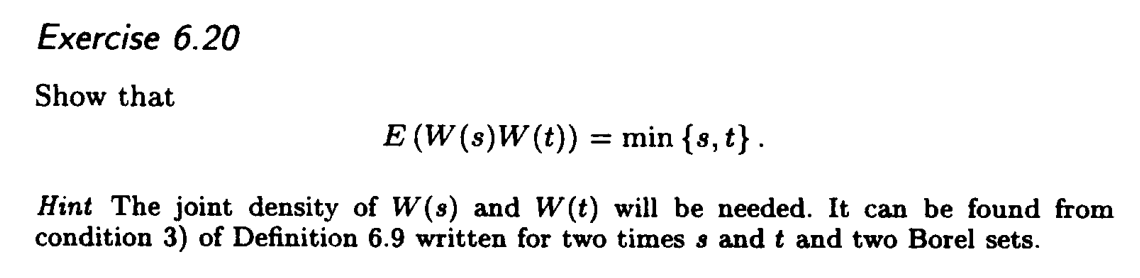 Exercise 6.20
Show that
E (W(s)W(t)) = min {s, t} .
Hint The joint density of W(s) and W(t) will be needed. It can be found from
condition 3) of Definition 6.9 written for two times s and t and two Borel sets.